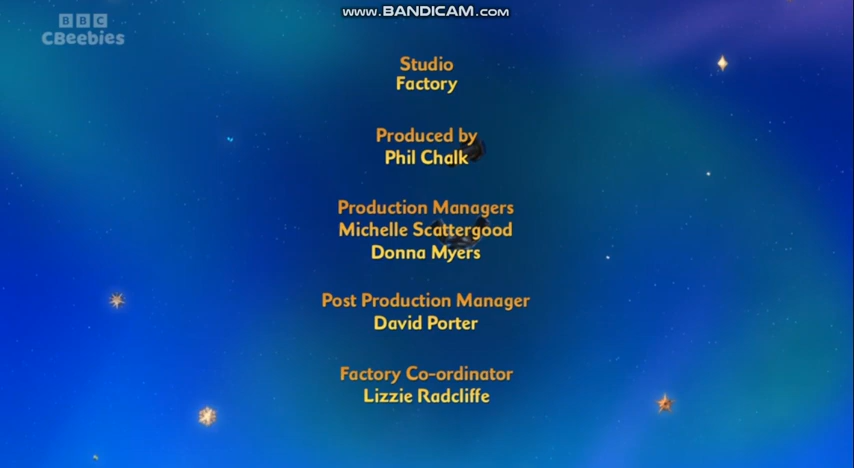 www.BANDICAM.com
BBC
CBeebies
Studio
Factory
Produced by
Phil Chalk
Production Managers
Michelle Scattergood
Donna Myers
Post Production Manager
David Porter
Factory Co-ordinator
Lizzie Radcliffe